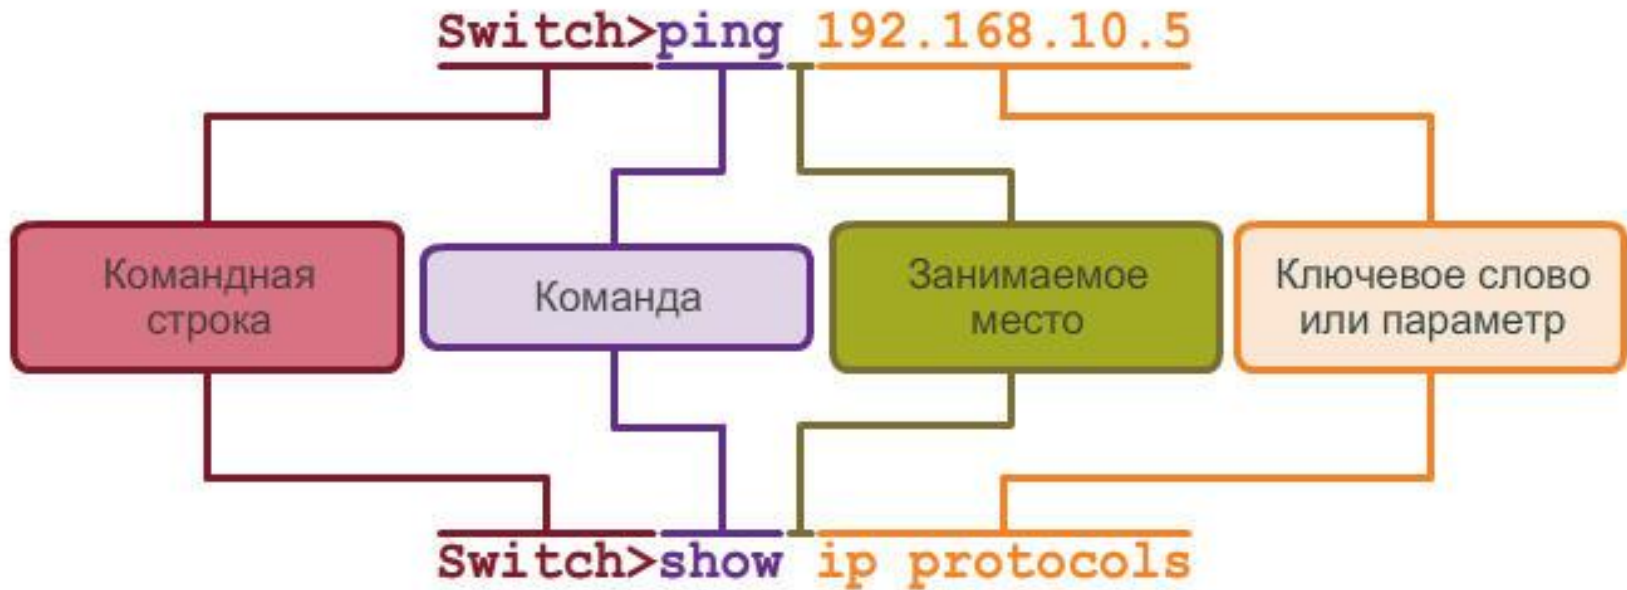 Switch>ping 192.168.10.5
Командная
строка
Команда
Занимаемое
место
Ключевое слово
или параметр
Switch>show ip protocols